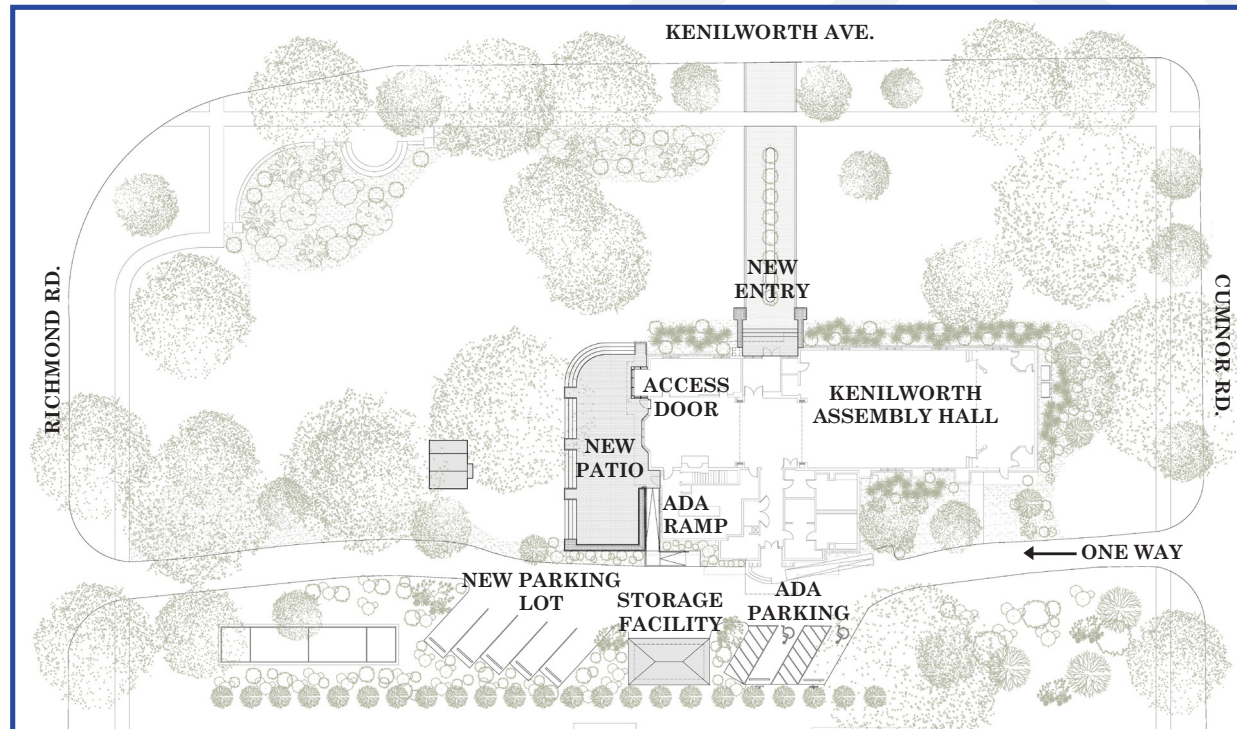 KENILWORTH AVE.
RICHMOND RD.
CUMNOR RD.
NEW
ENTRY
ACCESS
DOOR
KENILWORTH
ASSEMBLY HALL
NEW
PATIO
ADA
RAMP
ONE WAY
NEW PARKING
LOT
STORAGE
FACILITY
ADA
PARKING